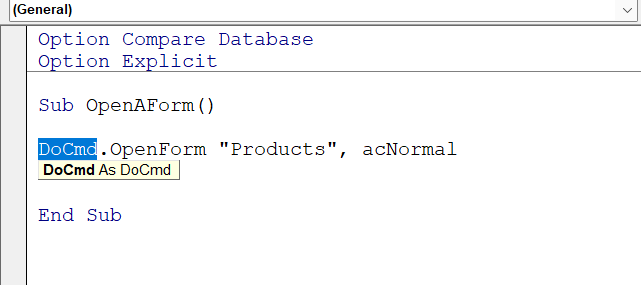 (General)
Option Compare Database
Option Explicit
Sub OpenAForm()
DoCmd.OpenForm "Products", acNormal
DoCmd As DoCmd
End Sub